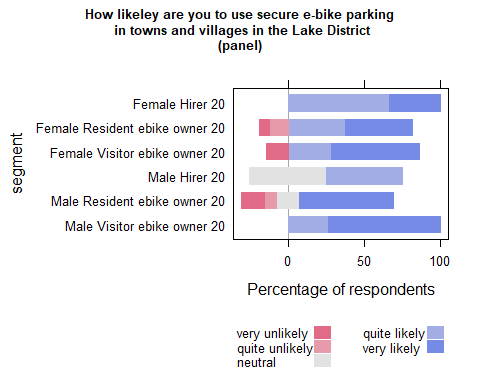 How likeley are you to use secure e-bike parking
in towns and villages in the Lake District
(panel)
segment
Female Hirer 20
Female Resident ebike owner 20
Female Visitor ebike owner 20
Male Hirer 20
Male Resident ebike owner 20
Male Visitor ebike owner 20
0 50 100
Percentage of respondents
very unlikely quite likely
quite unlikely very likely
neutral